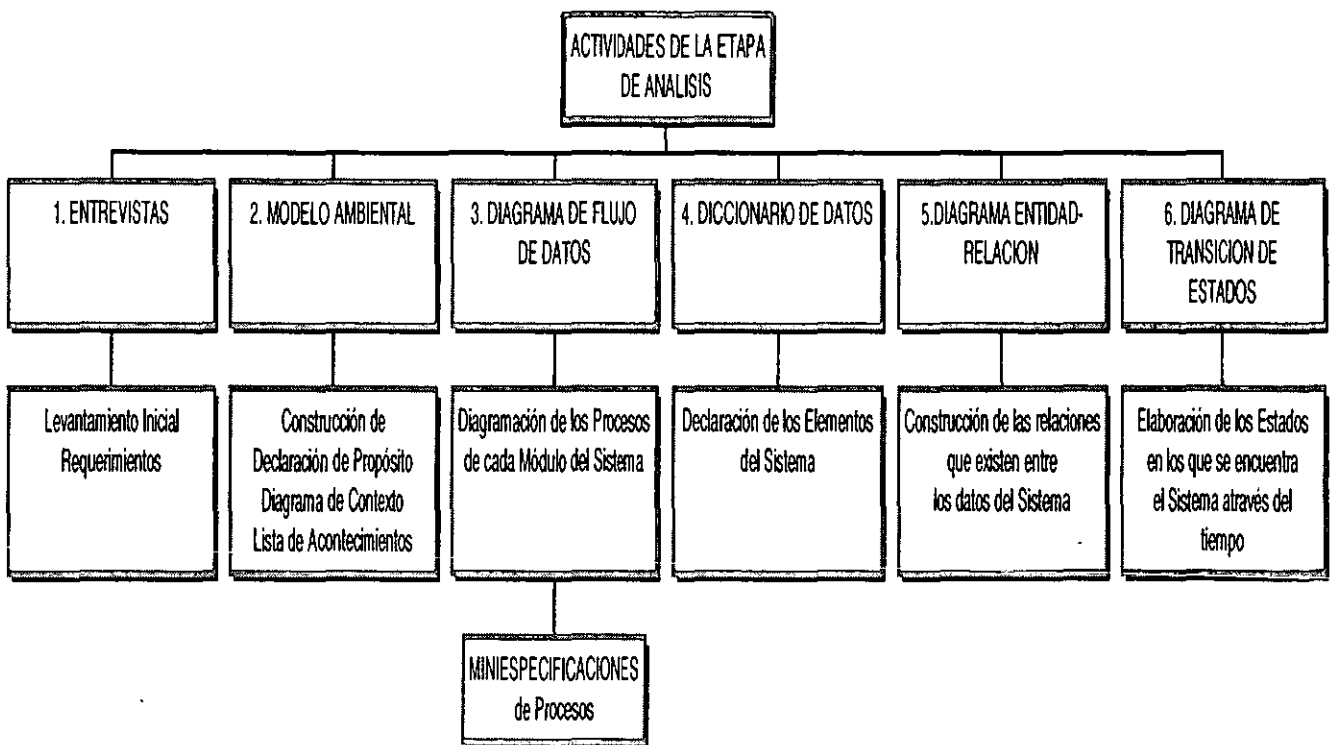 ACTIVIDADES DE LA ETAPA
DE ANALISIS
1. ENTREVISTAS
2. MODELO AMBIENTAL
3. DIAGRAMA DE FLUJO
DE DATOS
4. DICCIONARIO DE DATOS
5.DIAGRAMA ENTIDAD-
RELACION
6. DIAGRAMA DE
TRANSICION DE
ESTADOS
Levantamiento Inicial
Requerimientos
Construcción de
Declaración de Propósito
Diagrama de Contexto
Lista de Acontecimientos
Diagramación de los Procesos
de cada Módulo del Sistema
Declaración de los Elementos
del Sistema
Construcción de las relaciones
que existen entre
los datos del Sistema
Elaboración de los Estados
en los que se encuentra
el Sistema através del
tiempo
MINIESPECIFICACIONES
de Procesos